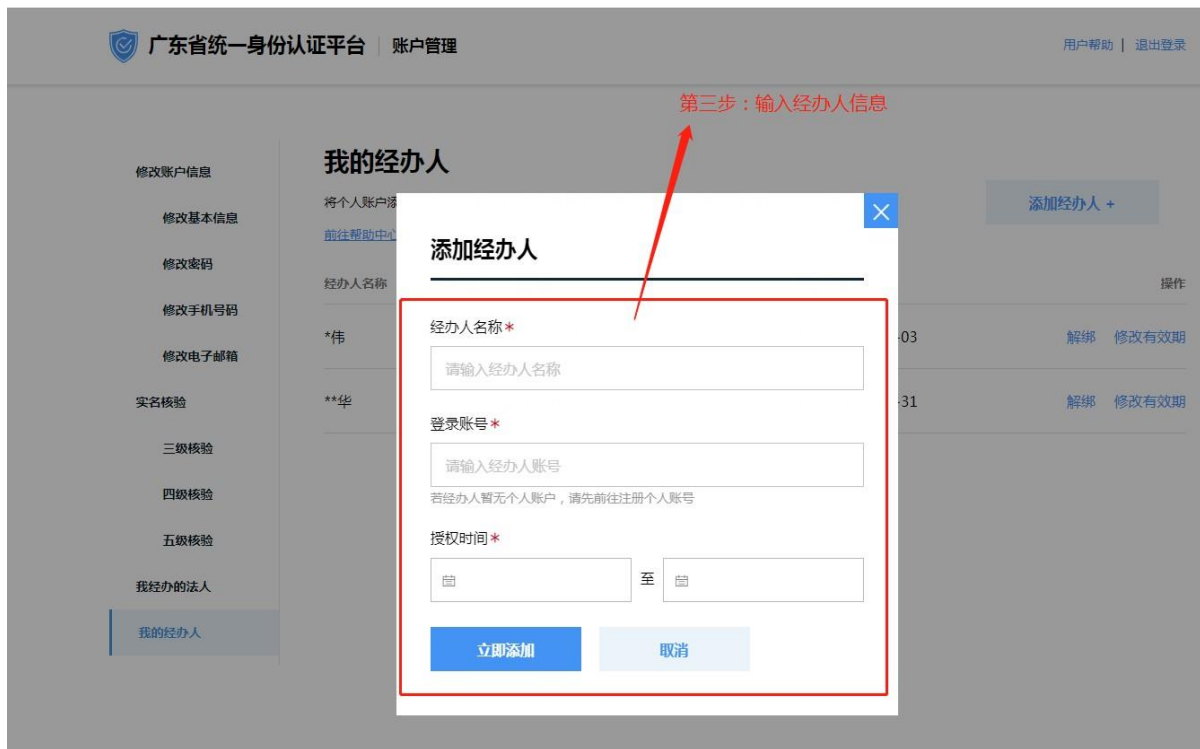 广东省统一身份认证平台 账户管理
用户帮助 | 退出登录
第三步：输入经办人信息
修改账户信息
修改基本信息
修改密码
修改手机号码
修改电子邮箱
实名核验
三级核验
四级核验
五级核验
我经办的法人
我的经办人
我的经办人
将个人账户添
前往帮助中心
添加经办人 +
经办人名称
操作
*伟
-03
解绑 修改有效期
**华
-31
解绑 修改有效期
添加经办人
经办人名称*
请输入经办人名称
登录账号*
请输入经办人账号
若经办人暂无个人账户，请先前往注册个人账号
授权时间*
至
立即添加
取消